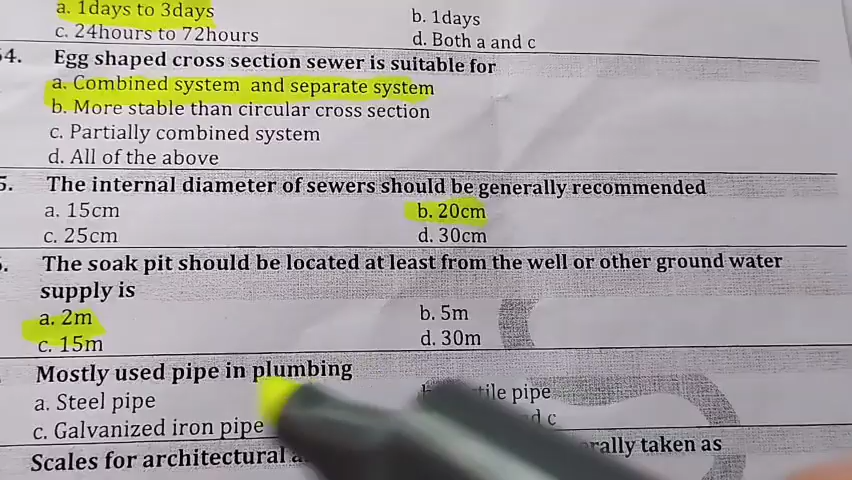 a. 1days to 3days
b. 1days
c. 24hours to 72hours
d. Both a and c
4. Egg shaped cross section sewer is suitable for
a. Combined system and separate system
b. More stable than circular cross section
c. Partially combined system
d. All of the above
5. The internal diameter of sewers should be generally recommended
a. 15cm
b. 20cm
c. 25cm
d. 30cm
The soak pit should be located at least from the well or other ground water
supply is
a. 2m
b. 5m
c. 15m
d. 30m
Mostly used pipe in plumbing
a. Steel pipe
pipe
c. Galvanized iron pipe
c
Scales for architectural
taken as